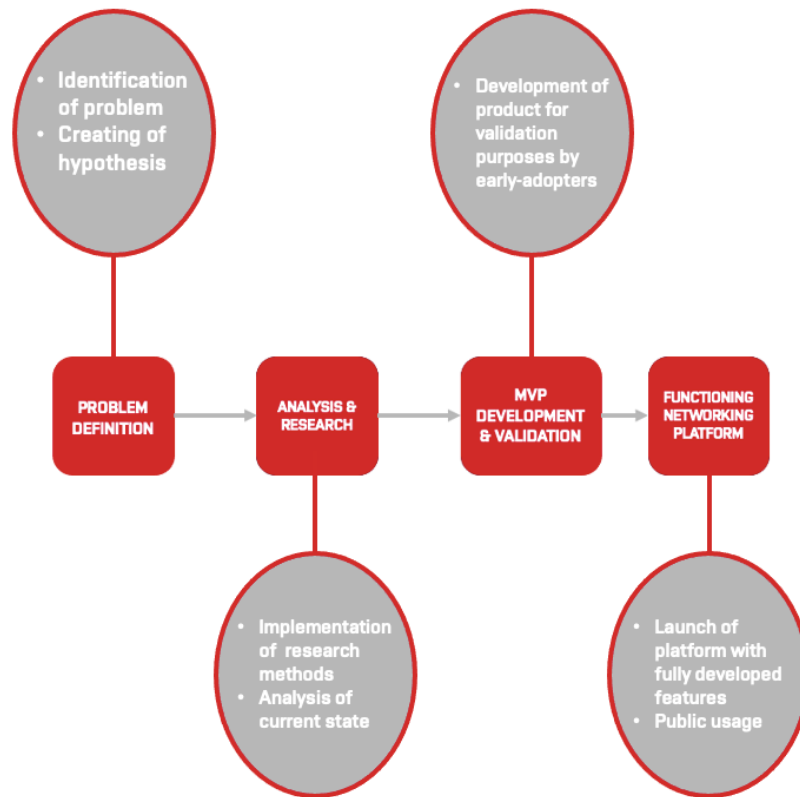 • Identification
of problem
• Creating of
hypothesis
• Development of
product for
validation
purposes by
early-adopters
PROBLEM
DEFINITION
ANALYSIS &
RESEARCH
MVP
DEVELOPMENT
& VALIDATION
FUNCTIONING
NETWORKING
PLATFORM
• Implementation
of research
methods
• Analysis of
current state
• Launch of
platform with
fully developed
features
• Public usage